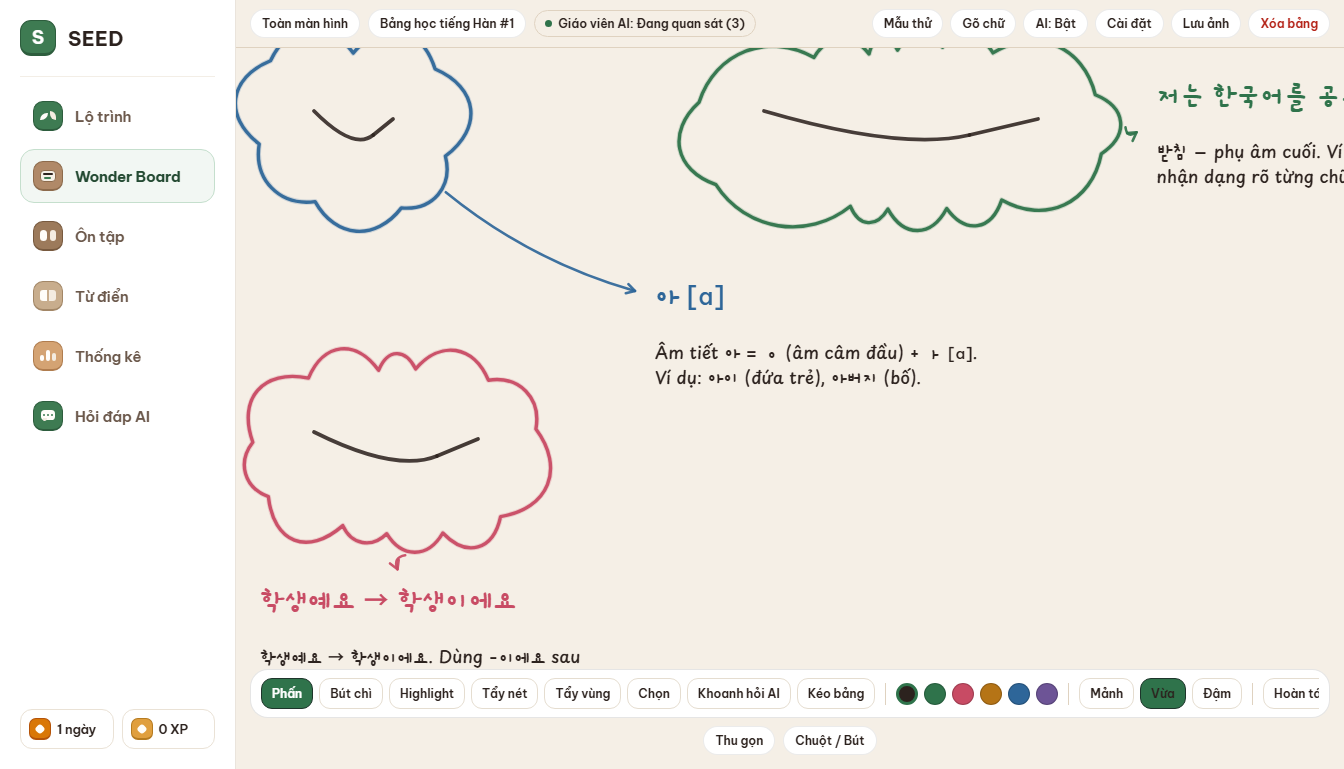 SEED
Lộ trình
Wonder Board
Ôn tập
Từ điển
Thống kê
Hỏi đáp AI
1 ngày
0 XP
Toàn màn hình
Bảng học tiếng Hàn #1
Giáo viên AI: Đang quan sát (3)
Mẫu thử
Gõ chữ
AI: Bật
Cài đặt
Lưu ảnh
Xóa bảng
저는 한국어를 공
받침 — phụ âm cuối. Ví
nhận dạng rõ từng chữ
아 [a]
Âm tiết 아 = ㅇ (âm câm đầu) + ㅏ [a].
Ví dụ: 아이 (đứa trẻ), 아버지 (bố).
학생예요 → 학생이에요
학생예요 → 학생이에요. Dùng -이에요 sau
Phấn
Bút chì
Highlight
Tẩy nét
Tẩy vùng
Chọn
Khoanh hỏi AI
Kéo bảng
Mảnh
Vừa
Đậm
Hoàn tá
Thu gọn
Chuột / Bút